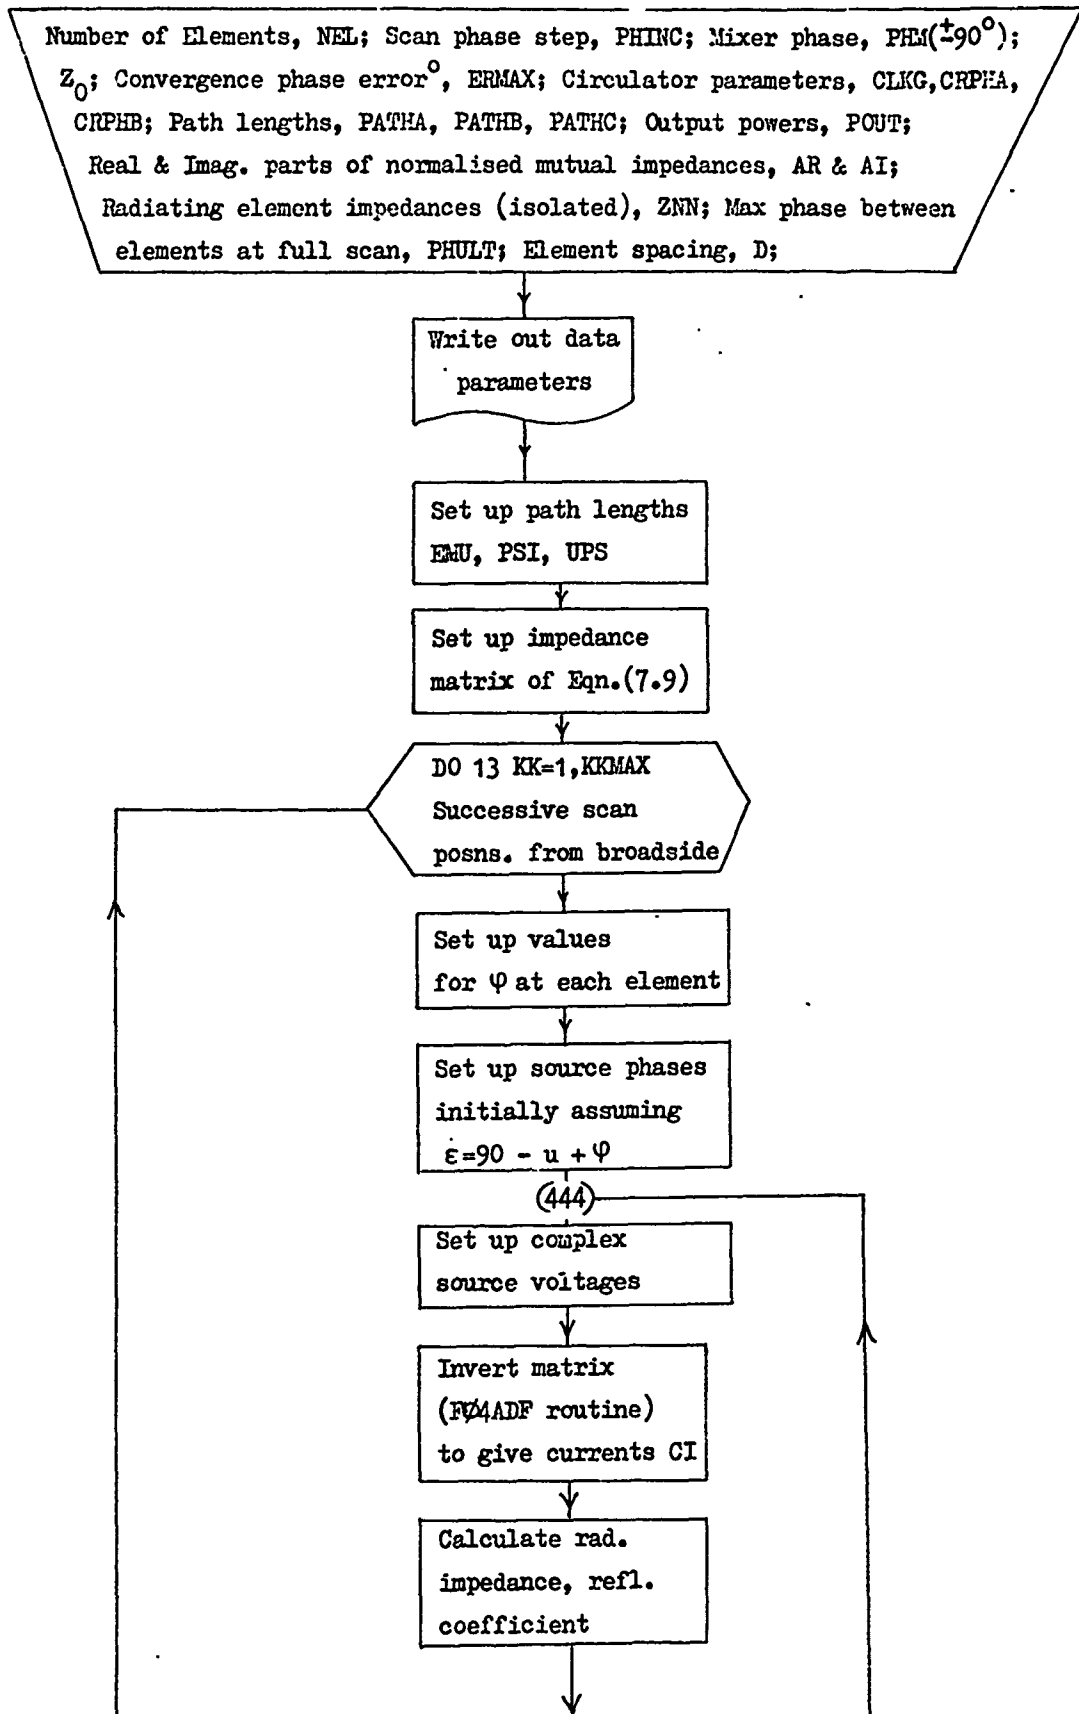 Number of Elements, NEL; Scan phase step, PHINC; Mixer phase, PHM(±90°);
Z₀; Convergence phase error°, ERMAX; Circulator parameters, CLKG,CRPHA,
CRPHB; Path lengths, PATHA, PATHB, PATHC; Output powers, POUT;
Real & Imag. parts of normalised mutual impedances, AR & AI;
Radiating element impedances (isolated), ZNN; Max phase between
elements at full scan, PHULT; Element spacing, D;
Write out data
parameters
Set up path lengths
EMU, PSI, UPS
Set up impedance
matrix of Eqn.(7.9)
DO 13 KK=1,KKMAX
Successive scan
posns. from broadside
Set up values
for φ at each element
Set up source phases
initially assuming
ε=90 - u + φ
(444)
Set up complex
source voltages
Invert matrix
(FØ4ADF routine)
to give currents CI
Calculate rad.
impedance, refl.
coefficient